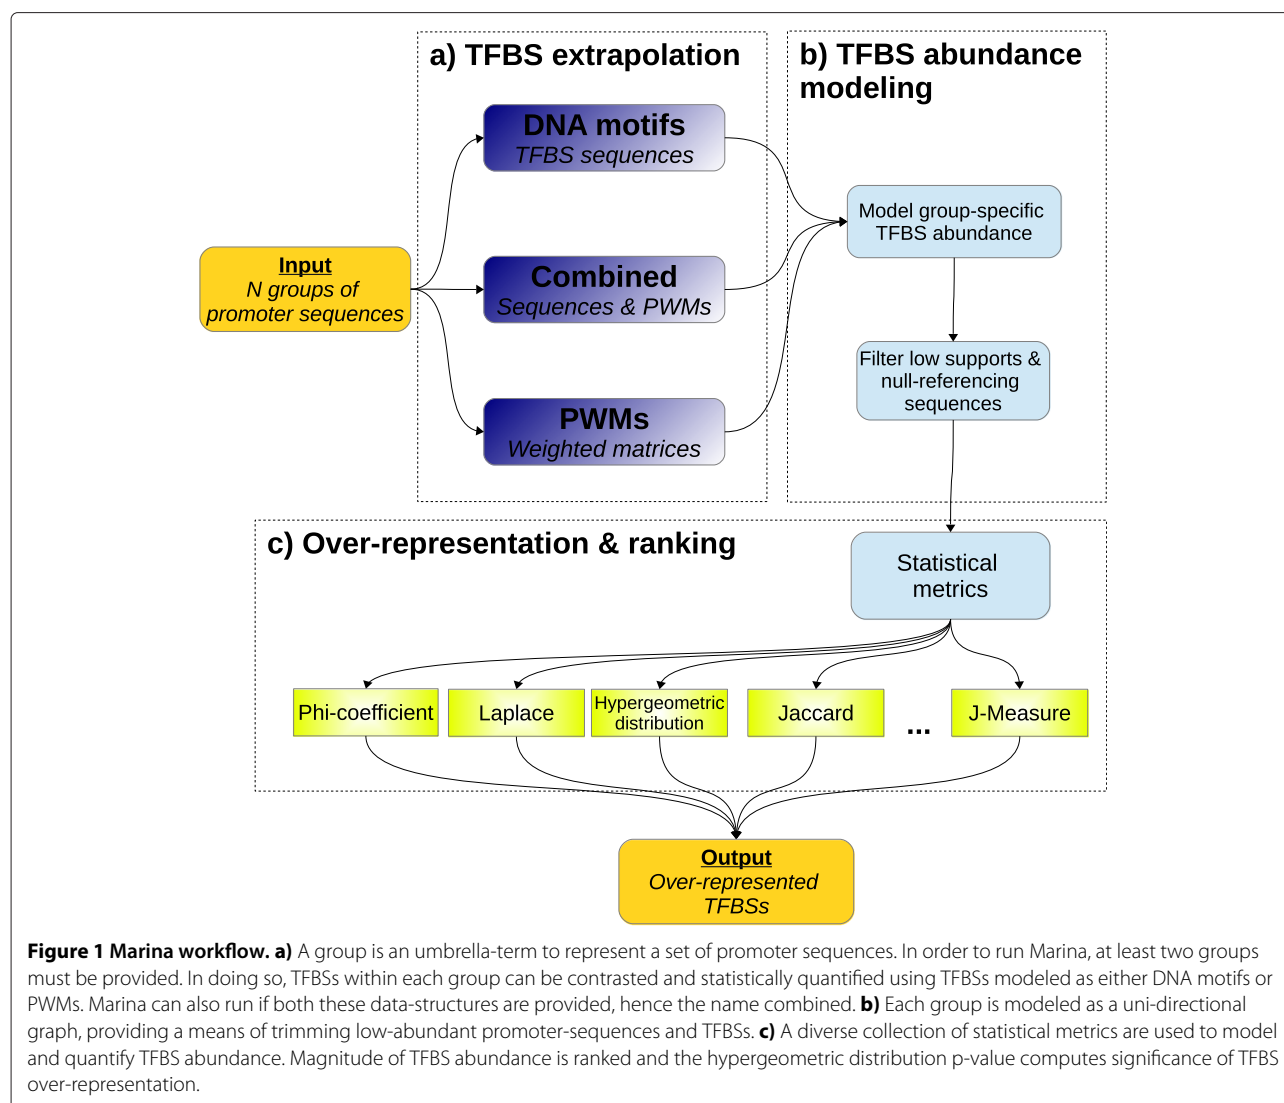 a) TFBS extrapolation
b) TFBS abundance
modeling
DNA motifs
TFBS sequences
Model group-specific
TFBS abundance
Input
N groups of
promoter sequences
Combined
Sequences & PWMs
Filter low supports &
null-referencing
sequences
PWMs
Weighted matrices
c) Over-representation & ranking
Statistical
metrics
Phi-coefficient
Laplace
Hypergeometric
distribution
Jaccard
...
J-Measure
Output
Over-represented
TFBSs
Figure 1 Marina workflow. a) A group is an umbrella-term to represent a set of promoter sequences. In order to run Marina, at least two groups
must be provided. In doing so, TFBSs within each group can be contrasted and statistically quantified using TFBSs modeled as either DNA motifs or
PWMs. Marina can also run if both these data-structures are provided, hence the name combined. b) Each group is modeled as a uni-directional
graph, providing a means of trimming low-abundant promoter-sequences and TFBSs. c) A diverse collection of statistical metrics are used to model
and quantify TFBS abundance. Magnitude of TFBS abundance is ranked and the hypergeometric distribution p-value computes significance of TFBS
over-representation.